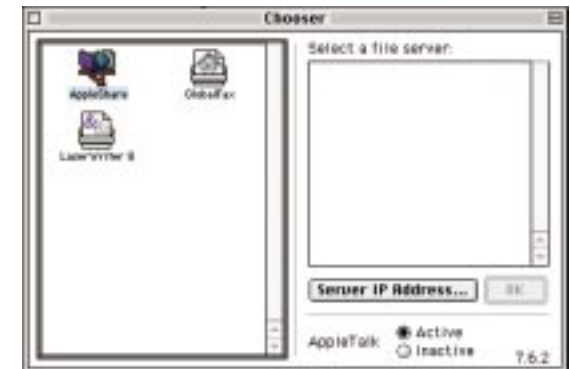 Chooser
AppleShare
GlobalFax
LaserWriter 8
Select a file server:
Server IP Address...
OK
AppleTalk
Active
Inactive
7.6.2